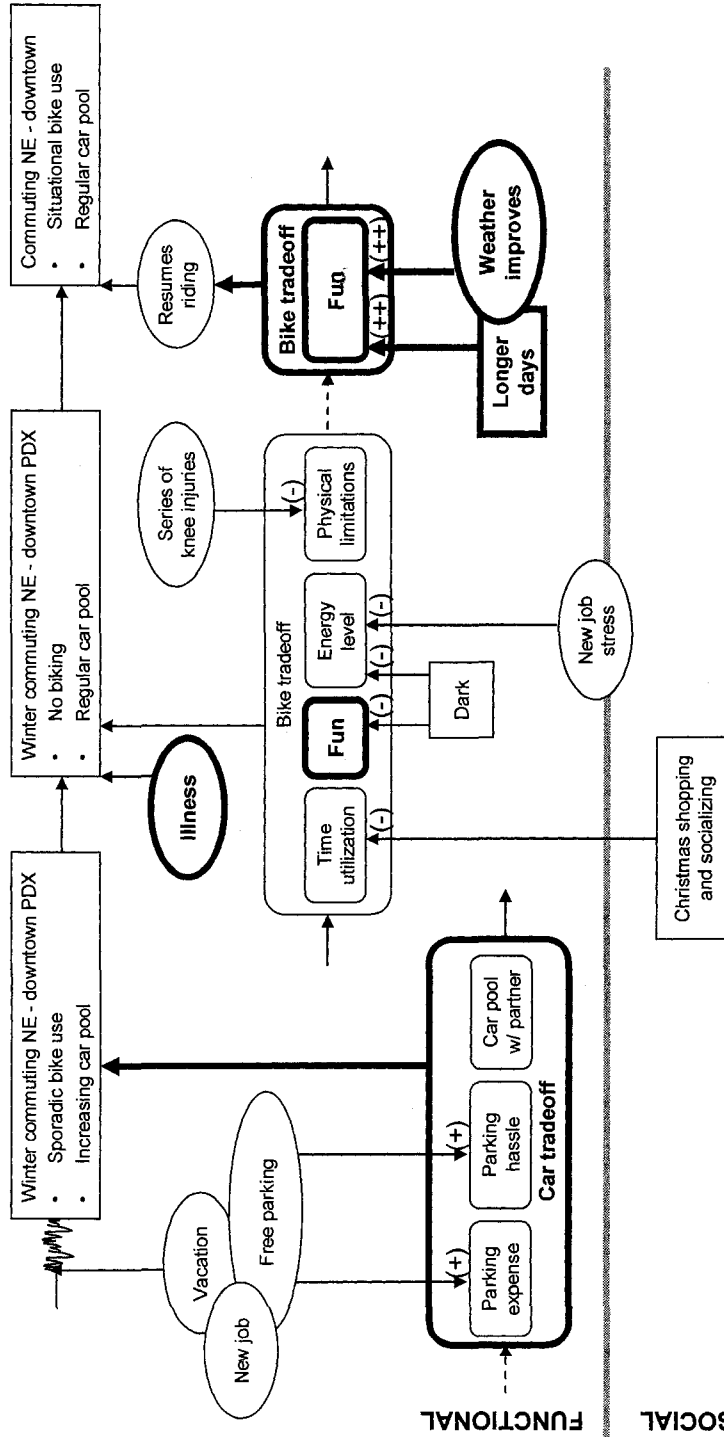 Winter commuting NE - downtown PDX
• Sporadic bike use
• Increasing car pool
Winter commuting NE - downtown PDX
• No biking
• Regular car pool
Commuting NE - downtown
• Situational bike use
• Regular car pool
Vacation
New job
Free parking
Illness
Series of
knee injuries
Resumes
riding
(+)
(+)
Parking
expense
Parking
hassle
Car pool
w/ partner
Car tradeoff
Bike tradeoff
Time
utilization
Fun
Energy
level
Physical
limitations
(-)
(-)
(-)
(-)
(-)
Dark
Bike tradeoff
Fun
(++)
(++)
Longer
days
Weather
improves
New job
stress
Christmas shopping
and socializing
FUNCTIONAL
SOCIAL